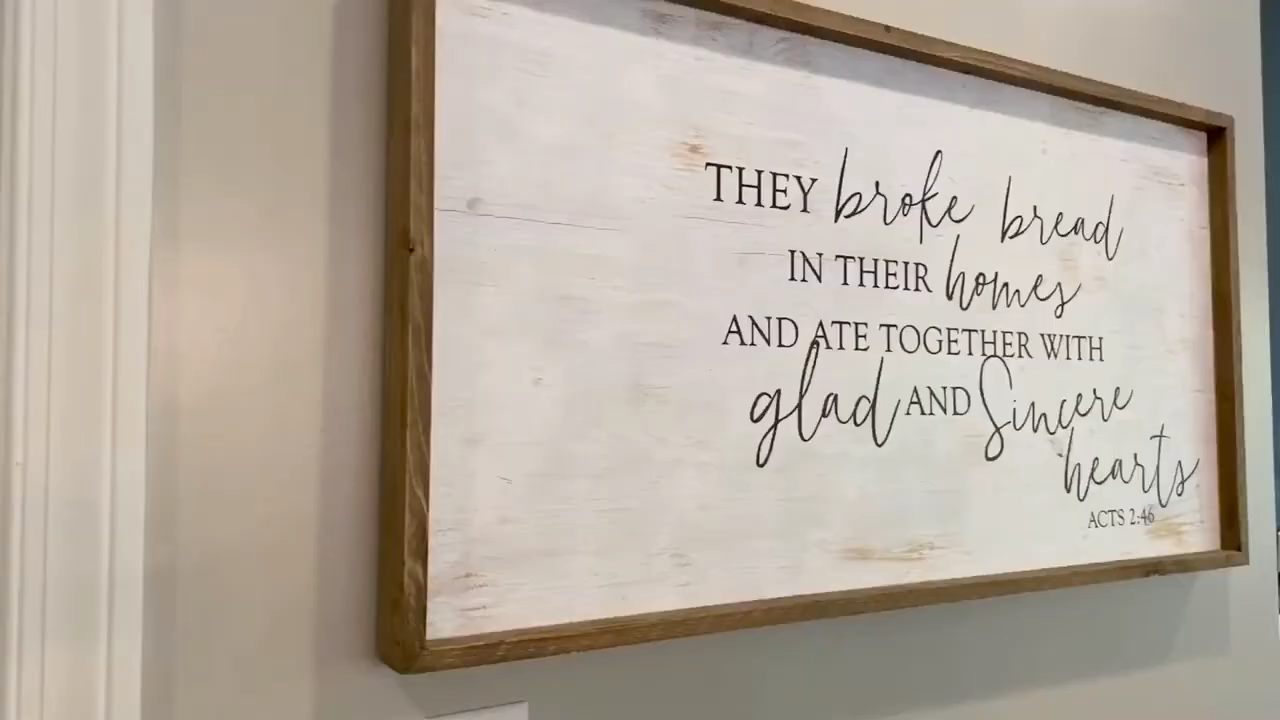 THEY broke bread
IN THEIR homes
AND ATE TOGETHER WITH
glad AND Sincere
hearts
ACTS 2:46